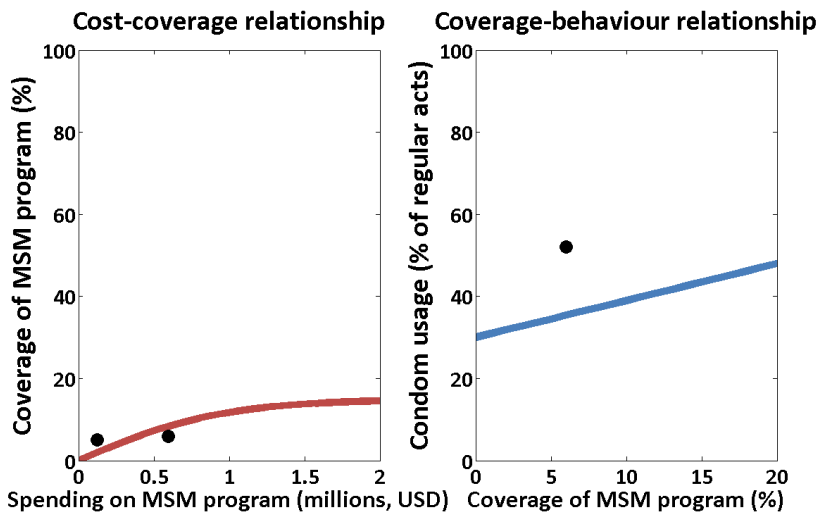 Cost-coverage relationship
Coverage of MSM program (%)
100
80
60
40
20
0
0 0.5 1 1.5 2
Spending on MSM program (millions, USD)
Coverage-behaviour relationship
Condom usage (% of regular acts)
100
80
60
40
20
0
0 5 10 15 20
Coverage of MSM program (%)